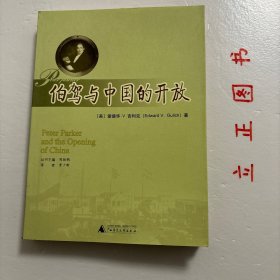 伯驾与中国的开放
[美] 爱德华·V·吉利克 (Edward V. Gulick) 著
Peter Parker
and the Opening
of China
广西师范大学出版社
立正图书